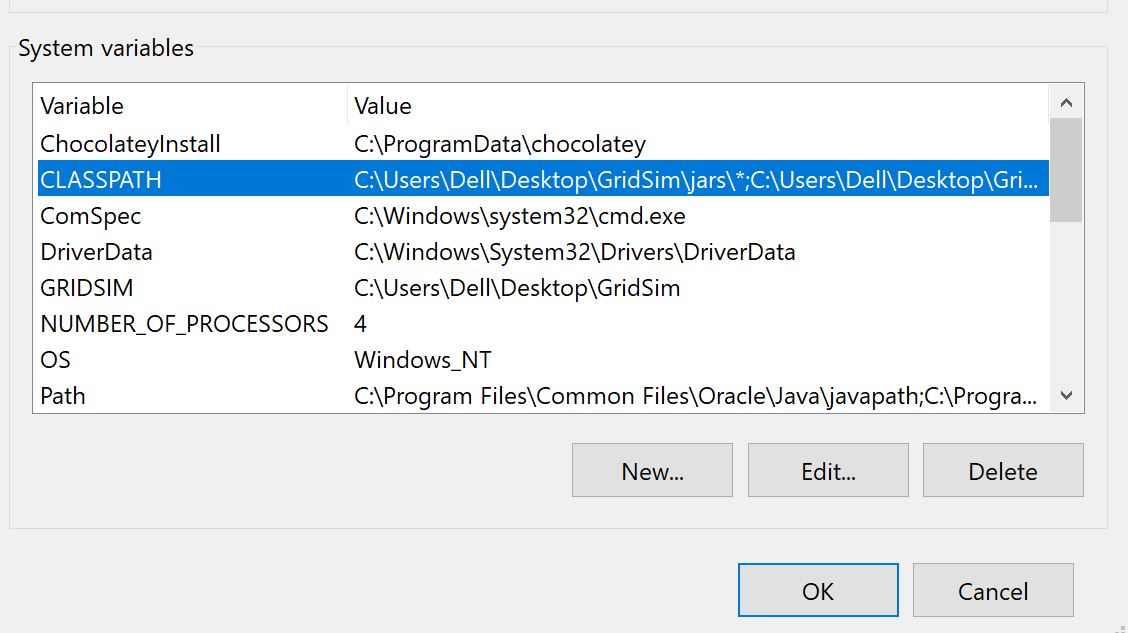 System variables
Variable Value
ChocolateyInstall C:\ProgramData\chocolatey
CLASSPATH C:\Users\Dell\Desktop\GridSim\jars\*;C:\Users\Dell\Desktop\Gri...
ComSpec C:\Windows\system32\cmd.exe
DriverData C:\Windows\System32\Drivers\DriverData
GRIDSIM C:\Users\Dell\Desktop\GridSim
NUMBER_OF_PROCESSORS 4
OS Windows_NT
Path C:\Program Files\Common Files\Oracle\Java\javapath;C:\Progra...
New... Edit... Delete
OK Cancel